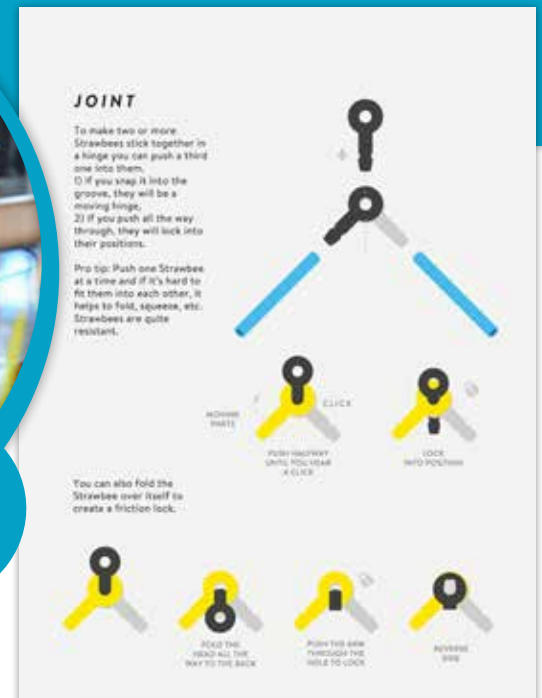 JOINT
To make two or more
Strawbees stick together in
a hinge you can push a third
one into them,
1) If you snap it into the
groove, they will be a
moving hinge,
2) If you push all the way
through, they will lock into
their positions.
Pro tip: Push one Strawbee
at a time and if it's hard to
fit them into each other, it
helps to fold, squeeze, etc.
Strawbees are quite
resistant.
MOVING
PARTS
CLICK
PUSH HALFWAY
UNTIL YOU HEAR
A CLICK
LOCK
INTO POSITION
You can also fold the
Strawbee over itself to
create a friction lock.
FOLD THE
HEAD ALL THE
WAY TO THE BACK
PUSH THE ARM
THROUGH THE
HOLE TO LOCK
REVERSE
SIDE